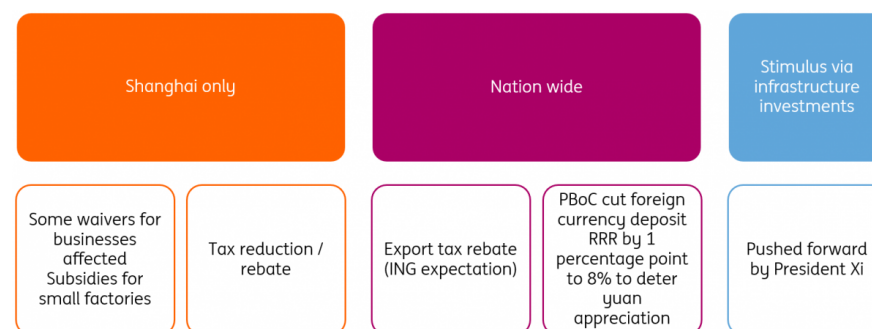 Shanghai only
Nation wide
Stimulus via
infrastructure
investments
Some waivers for
businesses
affected
Subsidies for
small factories
Tax reduction /
rebate
Export tax rebate
(ING expectation)
PBoC cut foreign
currency deposit
RRR by 1
percentage point
to 8% to deter
yuan
appreciation
Pushed forward
by President Xi